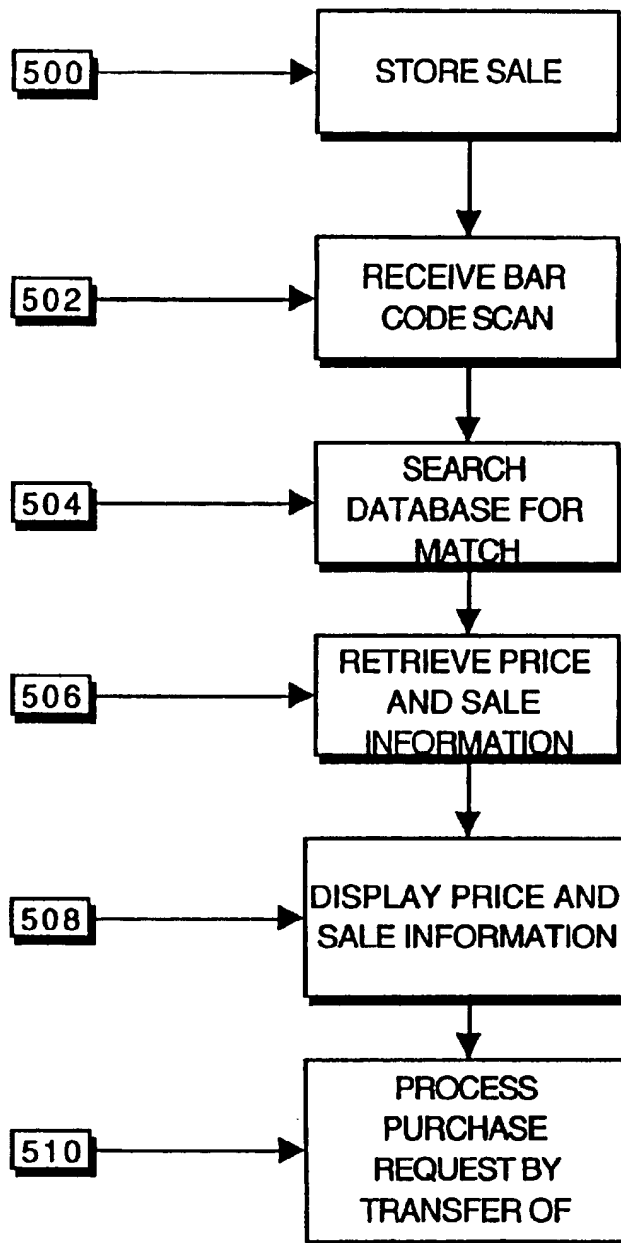 500
STORE SALE
502
RECEIVE BAR
CODE SCAN
504
SEARCH
DATABASE FOR
MATCH
506
RETRIEVE PRICE
AND SALE
INFORMATION
508
DISPLAY PRICE AND
SALE INFORMATION
510
PROCESS
PURCHASE
REQUEST BY
TRANSFER OF